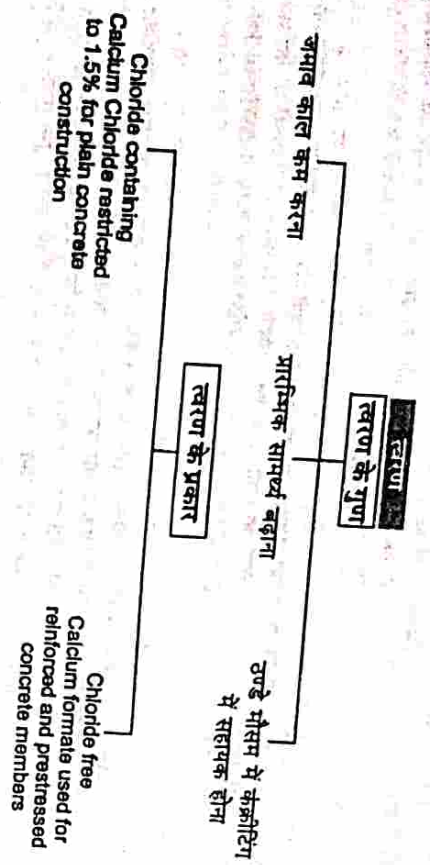 त्वरण
त्वरण के गुण
जमाव काल कम करना
प्रारम्भिक सामर्थ्य बढ़ाना
ठण्डे मौसम में कंक्रीटिंग
में सहायक होना
त्वरण के प्रकार
Chloride containing
Calcium Chloride restricted
to 1.5% for plain concrete
construction
Chloride free
Calcium formate used for
reinforced and prestressed
concrete members